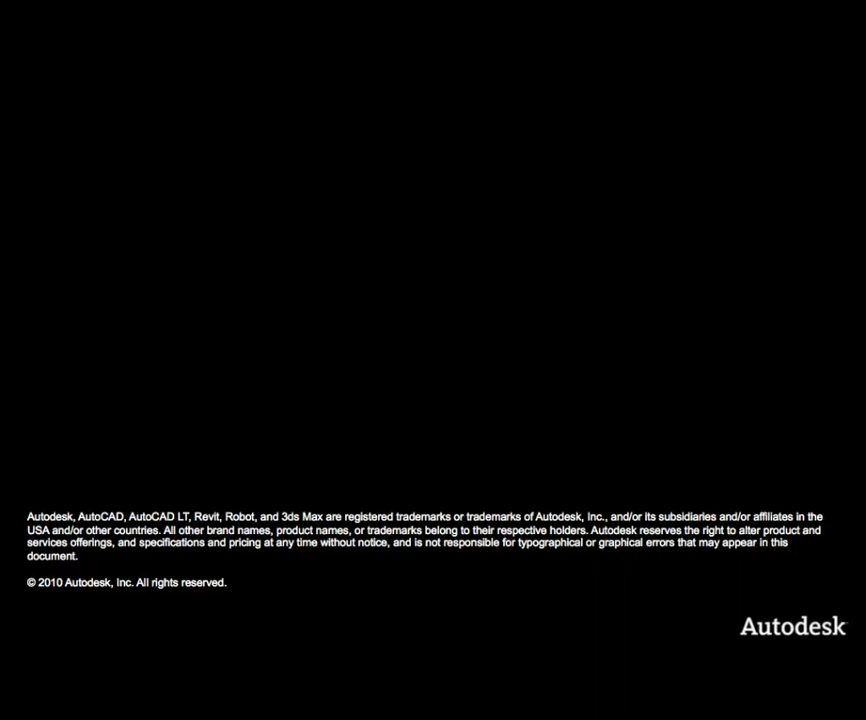 Autodesk, AutoCAD, AutoCAD LT, Revit, Robot, and 3ds Max are registered trademarks or trademarks of Autodesk, Inc., and/or its subsidiaries and/or affiliates in the
USA and/or other countries. All other brand names, product names, or trademarks belong to their respective holders. Autodesk reserves the right to alter product and
services offerings, and specifications and pricing at any time without notice, and is not responsible for typographical or graphical errors that may appear in this
document.
© 2010 Autodesk, Inc. All rights reserved.
Autodesk